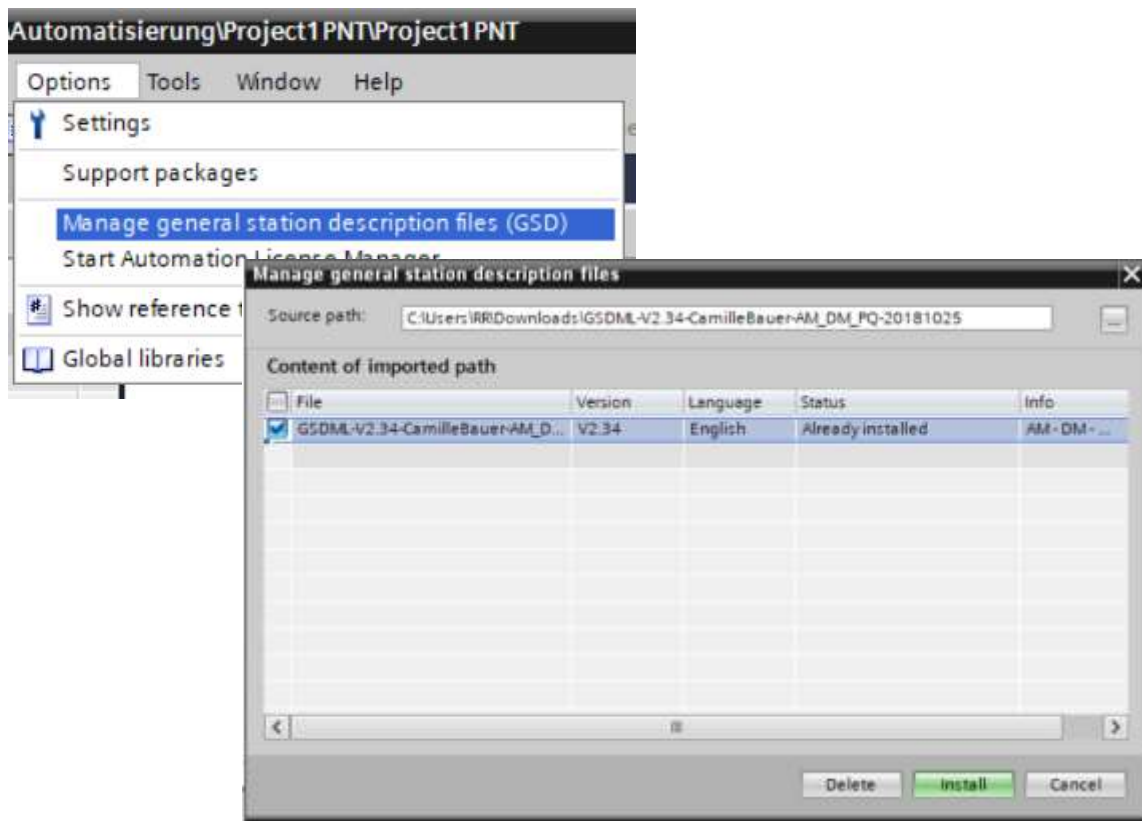 Automatisierung\Project1PNT\Project1PNT
Options Tools Window Help
Settings
Support packages
Manage general station description files (GSD)
Start Automation License Manager
Show reference t
Global libraries
Manage general station description files
Source path: C:\Users\RR\Downloads\GSDML-V2.34-CamilleBauer-AM_DM_PQ-20181025 ...
Content of imported path
File Version Language Status Info
GSDML-V2.34-CamilleBauer-AM_D... V2.34 English Already installed AM - DM - ...
Delete Install Cancel